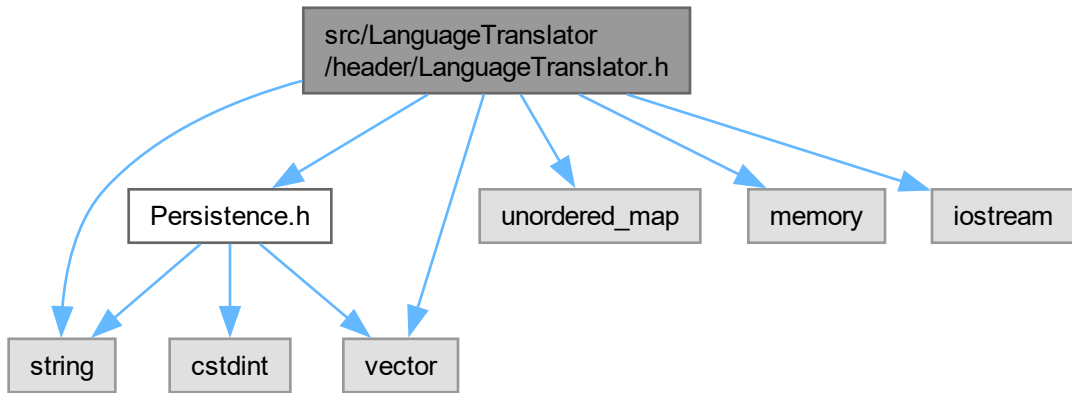 src/LanguageTranslator
/header/LanguageTranslator.h
Persistence.h
unordered_map
memory
iostream
string
cstdint
vector